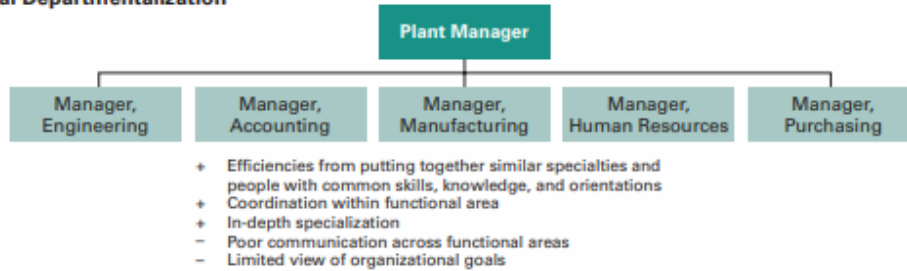 al Departmentalization
Plant Manager
Manager,
Engineering
Manager,
Accounting
Manager,
Manufacturing
Manager,
Human Resources
Manager,
Purchasing
+ Efficiencies from putting together similar specialties and
people with common skills, knowledge, and orientations
+ Coordination within functional area
+ In-depth specialization
– Poor communication across functional areas
– Limited view of organizational goals